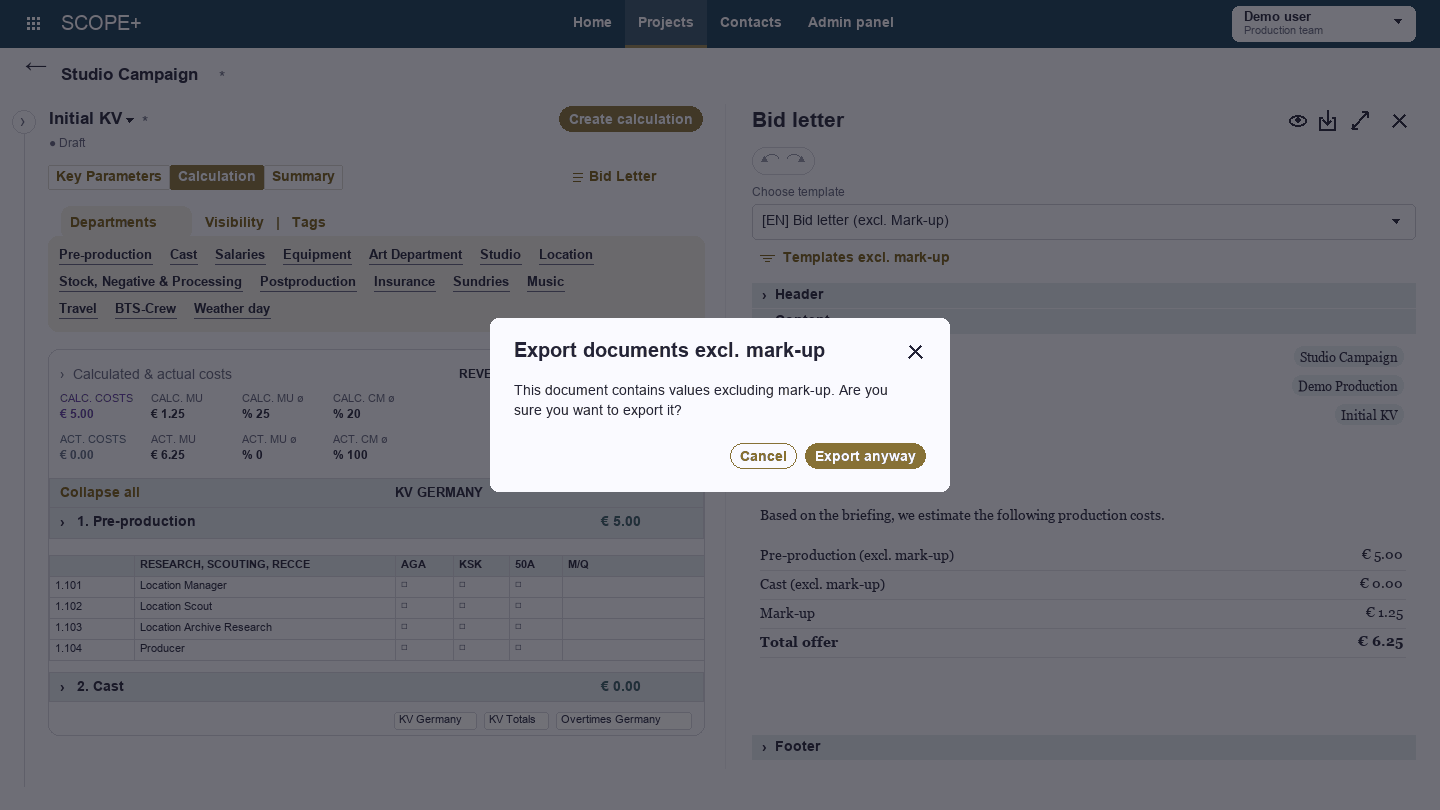 SCOPE+
Home Projects Contacts Admin panel
Demo user
Production team
Studio Campaign *
Initial KV *
Create calculation
● Draft
Key Parameters Calculation Summary
Bid Letter
Departments Visibility | Tags
Pre-production Cast Salaries Equipment Art Department Studio Location
Stock, Negative & Processing Postproduction Insurance Sundries Music
Travel BTS-Crew Weather day
Calculated & actual costs
CALC. COSTS CALC. MU CALC. MU ø CALC. CM ø
€ 5.00 € 1.25 % 25 % 20
ACT. COSTS ACT. MU ACT. MU ø ACT. CM ø
€ 0.00 € 6.25 % 0 % 100
Collapse all KV GERMANY
› 1. Pre-production € 5.00
RESEARCH, SCOUTING, RECCE AGA KSK 50A M/Q
1.101 Location Manager
1.102 Location Scout
1.103 Location Archive Research
1.104 Producer
› 2. Cast € 0.00
KV Germany KV Totals Overtimes Germany
Bid letter
Choose template
[EN] Bid letter (excl. Mark-up)
Templates excl. mark-up
› Header
Content
Studio Campaign
Demo Production
Initial KV
Based on the briefing, we estimate the following production costs.
Pre-production (excl. mark-up) € 5.00
Cast (excl. mark-up) € 0.00
Mark-up € 1.25
Total offer € 6.25
› Footer
Export documents excl. mark-up
This document contains values excluding mark-up. Are you
sure you want to export it?
Cancel Export anyway